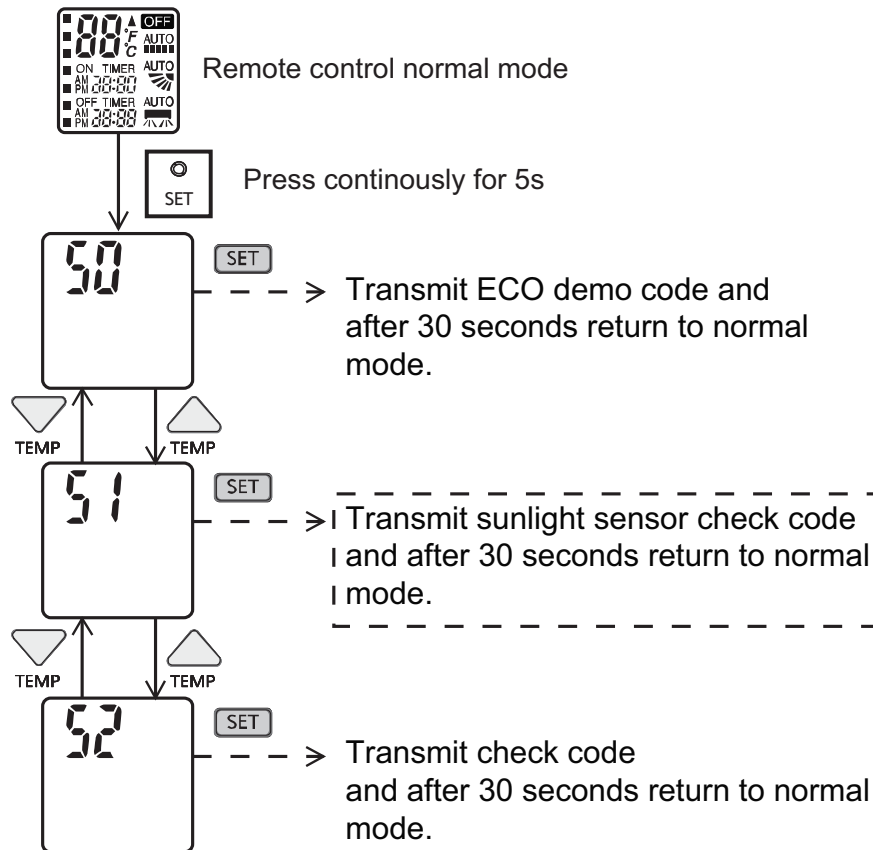 88 ▲ OFF
°F AUTO
°C
ON TIMER AUTO
AM
PM 88:88
OFF TIMER AUTO
AM
PM 88:88
Remote control normal mode
SET
Press continously for 5s
50
SET
Transmit ECO demo code and
after 30 seconds return to normal
mode.
TEMP TEMP
51
SET
Transmit sunlight sensor check code
and after 30 seconds return to normal
mode.
TEMP TEMP
52
SET
Transmit check code
and after 30 seconds return to normal
mode.